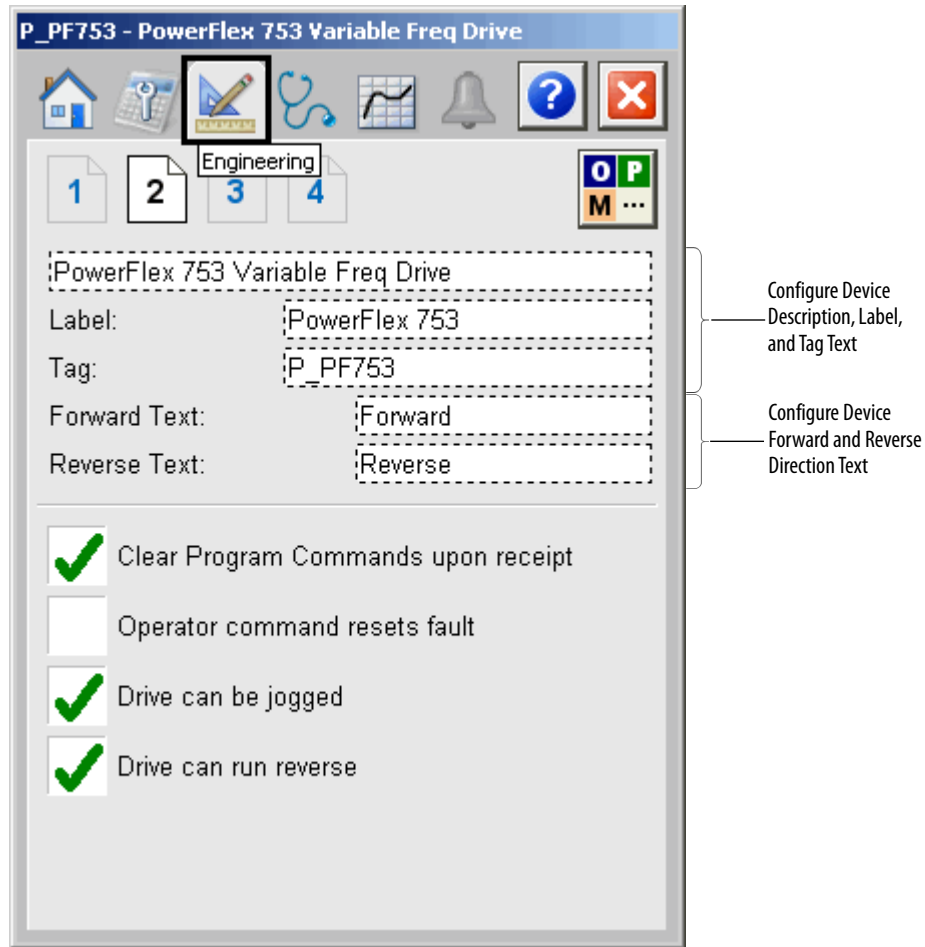 P_PF753 - PowerFlex 753 Variable Freq Drive
?
Engineering
1 2 3 4
O P
M ...
PowerFlex 753 Variable Freq Drive
Label: PowerFlex 753
Tag: P_PF753
Forward Text: Forward
Reverse Text: Reverse
Configure Device
Description, Label,
and Tag Text
Configure Device
Forward and Reverse
Direction Text
Clear Program Commands upon receipt
Operator command resets fault
Drive can be jogged
Drive can run reverse